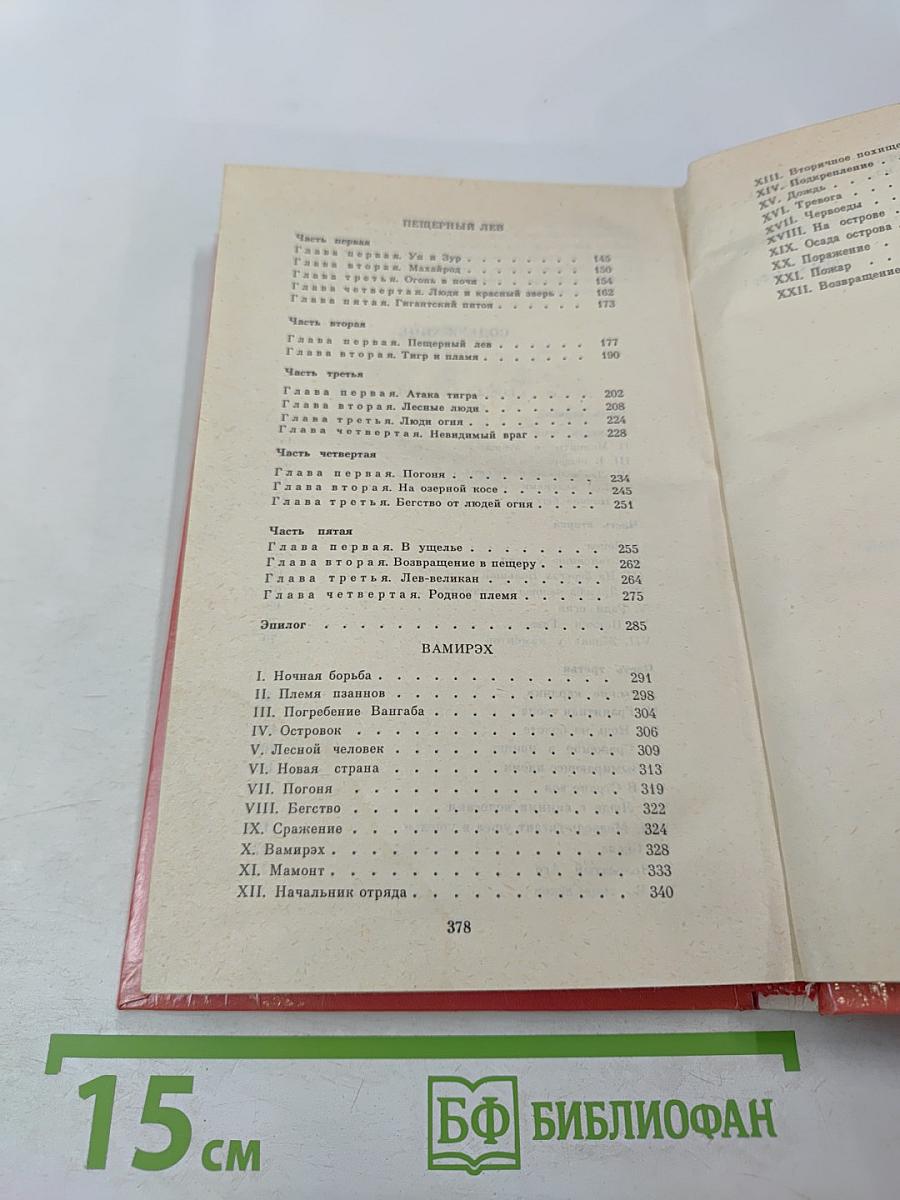 ПЕЩЕРНЫЙ ЛЕВ
Часть первая
Глава первая. Ун и Зур . . . . . . . . 145
Глава вторая. Махайрод . . . . . . . . 150
Глава третья. Огонь в ночи . . . . . . . 154
Глава четвертая. Люди и красный зверь . . 162
Глава пятая. Гигантский питон . . . . . . 173
Часть вторая
Глава первая. Пещерный лев . . . . . . 177
Глава вторая. Тигр и пламя . . . . . . . 190
Часть третья
Глава первая. Атака тигра . . . . . . . 202
Глава вторая. Лесные люди . . . . . . . 208
Глава третья. Люди огня . . . . . . . . 224
Глава четвертая. Невидимый враг . . . . 228
Часть четвертая
Глава первая. Погоня . . . . . . . . . 234
Глава вторая. На озерной косе . . . . . . 245
Глава третья. Бегство от людей огня . . . 251
Часть пятая
Глава первая. В ущелье . . . . . . . . 255
Глава вторая. Возвращение в пещеру . . . . 262
Глава третья. Лев-великан . . . . . . . 264
Глава четвертая. Родное племя . . . . . 275
Эпилог . . . . . . . . . . . . . . . 285
ВАМИРЭХ
I. Ночная борьба . . . . . . . . . . . . . 291
II. Племя пзаннов . . . . . . . . . . . . 298
III. Погребение Вангаба . . . . . . . . . . 304
IV. Островок . . . . . . . . . . . . . . 306
V. Лесной человек . . . . . . . . . . . . 309
VI. Новая страна . . . . . . . . . . . . 313
VII. Погоня . . . . . . . . . . . . . . 319
VIII. Бегство . . . . . . . . . . . . . . 322
IX. Сражение . . . . . . . . . . . . . . 324
X. Вамирэх . . . . . . . . . . . . . . . 328
XI. Мамонт . . . . . . . . . . . . . . . 333
XII. Начальник отряда . . . . . . . . . . . 340
378
XIII. Вторичное похище
XIV. Подкрепление . .
XV. Дождь . . . .
XVI. Тревога . . .
XVII. Червоеды . .
XVIII. На острове .
XIX. Осада острова .
XX. Поражение .
XXI. Пожар . .
XXII. Возвращение
15 см
БФ БИБЛИОФАН